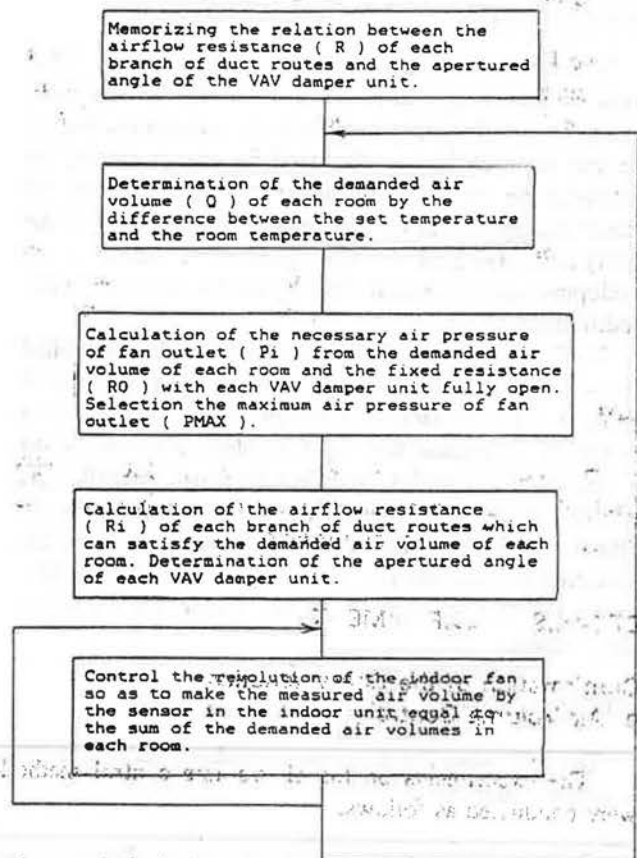 Memorizing the relation between the
airflow resistance ( R ) of each
branch of duct routes and the apertured
angle of the VAV damper unit.
Determination of the demanded air
volume ( Q ) of each room by the
difference between the set temperature
and the room temperature.
Calculation of the necessary air pressure
of fan outlet ( Pi ) from the demanded air
volume of each room and the fixed resistance
( R0 ) with each VAV damper unit fully open.
Selection the maximum air pressure of fan
outlet ( PMAX ).
Calculation of the airflow resistance
( Ri ) of each branch of duct routes which
can satisfy the demanded air volume of each
room. Determination of the apertured angle
of each VAV damper unit.
Control the revolution of the indoor fan
so as to make the measured air volume by
the sensor in the indoor unit equal to
the sum of the demanded air volumes in
each room.